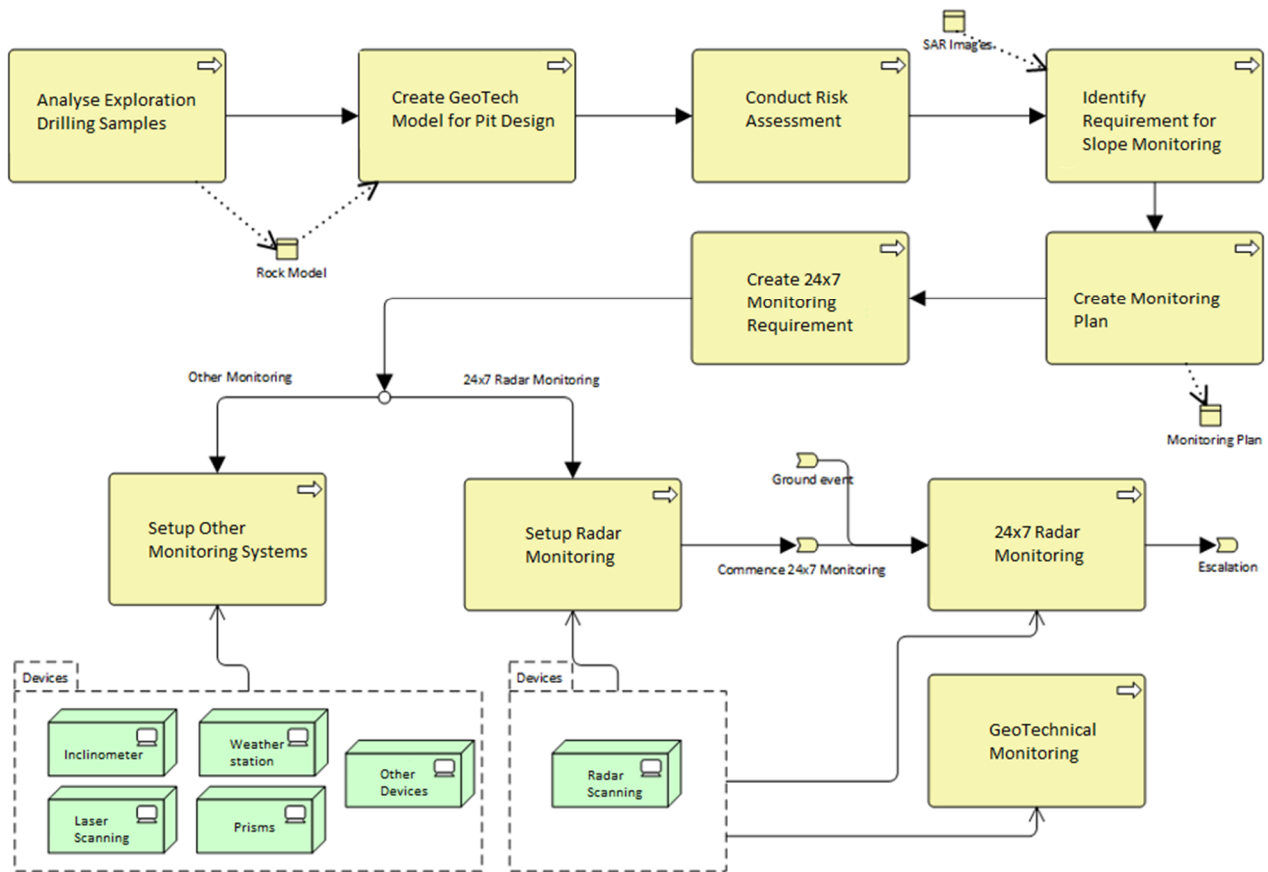 SAR Images
Analyse Exploration
Drilling Samples
Create GeoTech
Model for Pit Design
Conduct Risk
Assessment
Identify
Requirement for
Slope Monitoring
Rock Model
Create 24x7
Monitoring
Requirement
Create Monitoring
Plan
Other Monitoring
24x7 Radar Monitoring
Monitoring Plan
Setup Other
Monitoring Systems
Setup Radar
Monitoring
Ground event
Commence 24x7 Monitoring
24x7 Radar
Monitoring
Escalation
Devices
Inclinometer
Weather
station
Other
Devices
Laser
Scanning
Prisms
Devices
Radar
Scanning
GeoTechnical
Monitoring